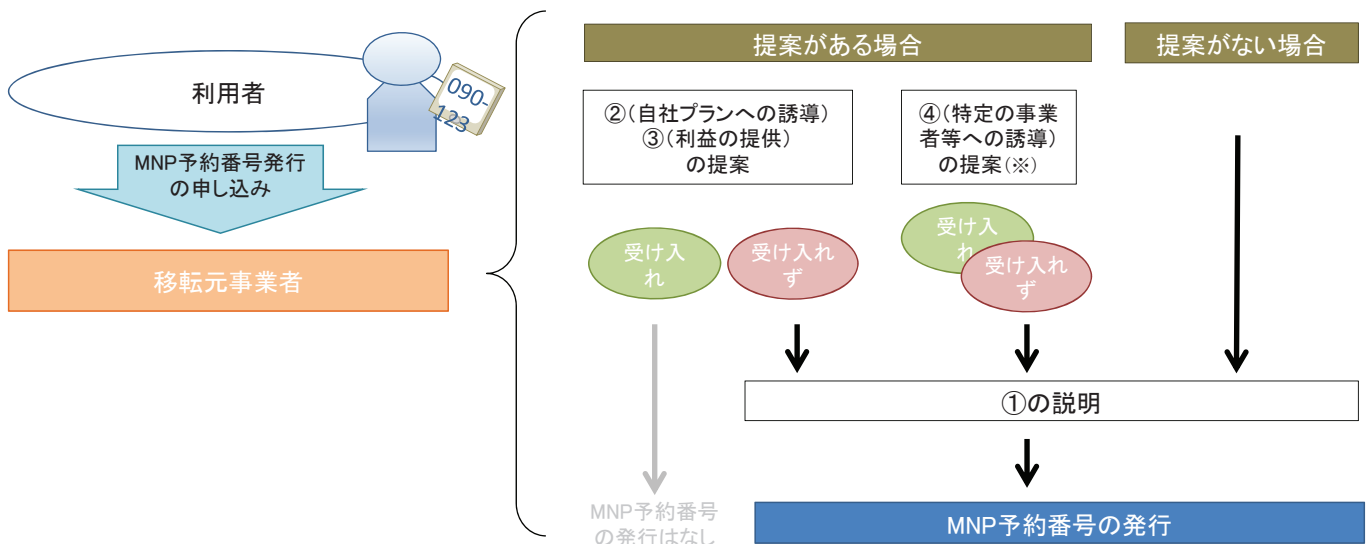 利用者
090-
123
MNP予約番号発行
の申し込み
移転元事業者
提案がある場合
提案がない場合
②(自社プランへの誘導)
③(利益の提供)
の提案
④(特定の事業
者等への誘導)
の提案(※)
受け入
れ
受け入れ
ず
受け入
れ
受け入れ
ず
①の説明
MNP予約番号
の発行はなし
MNP予約番号の発行